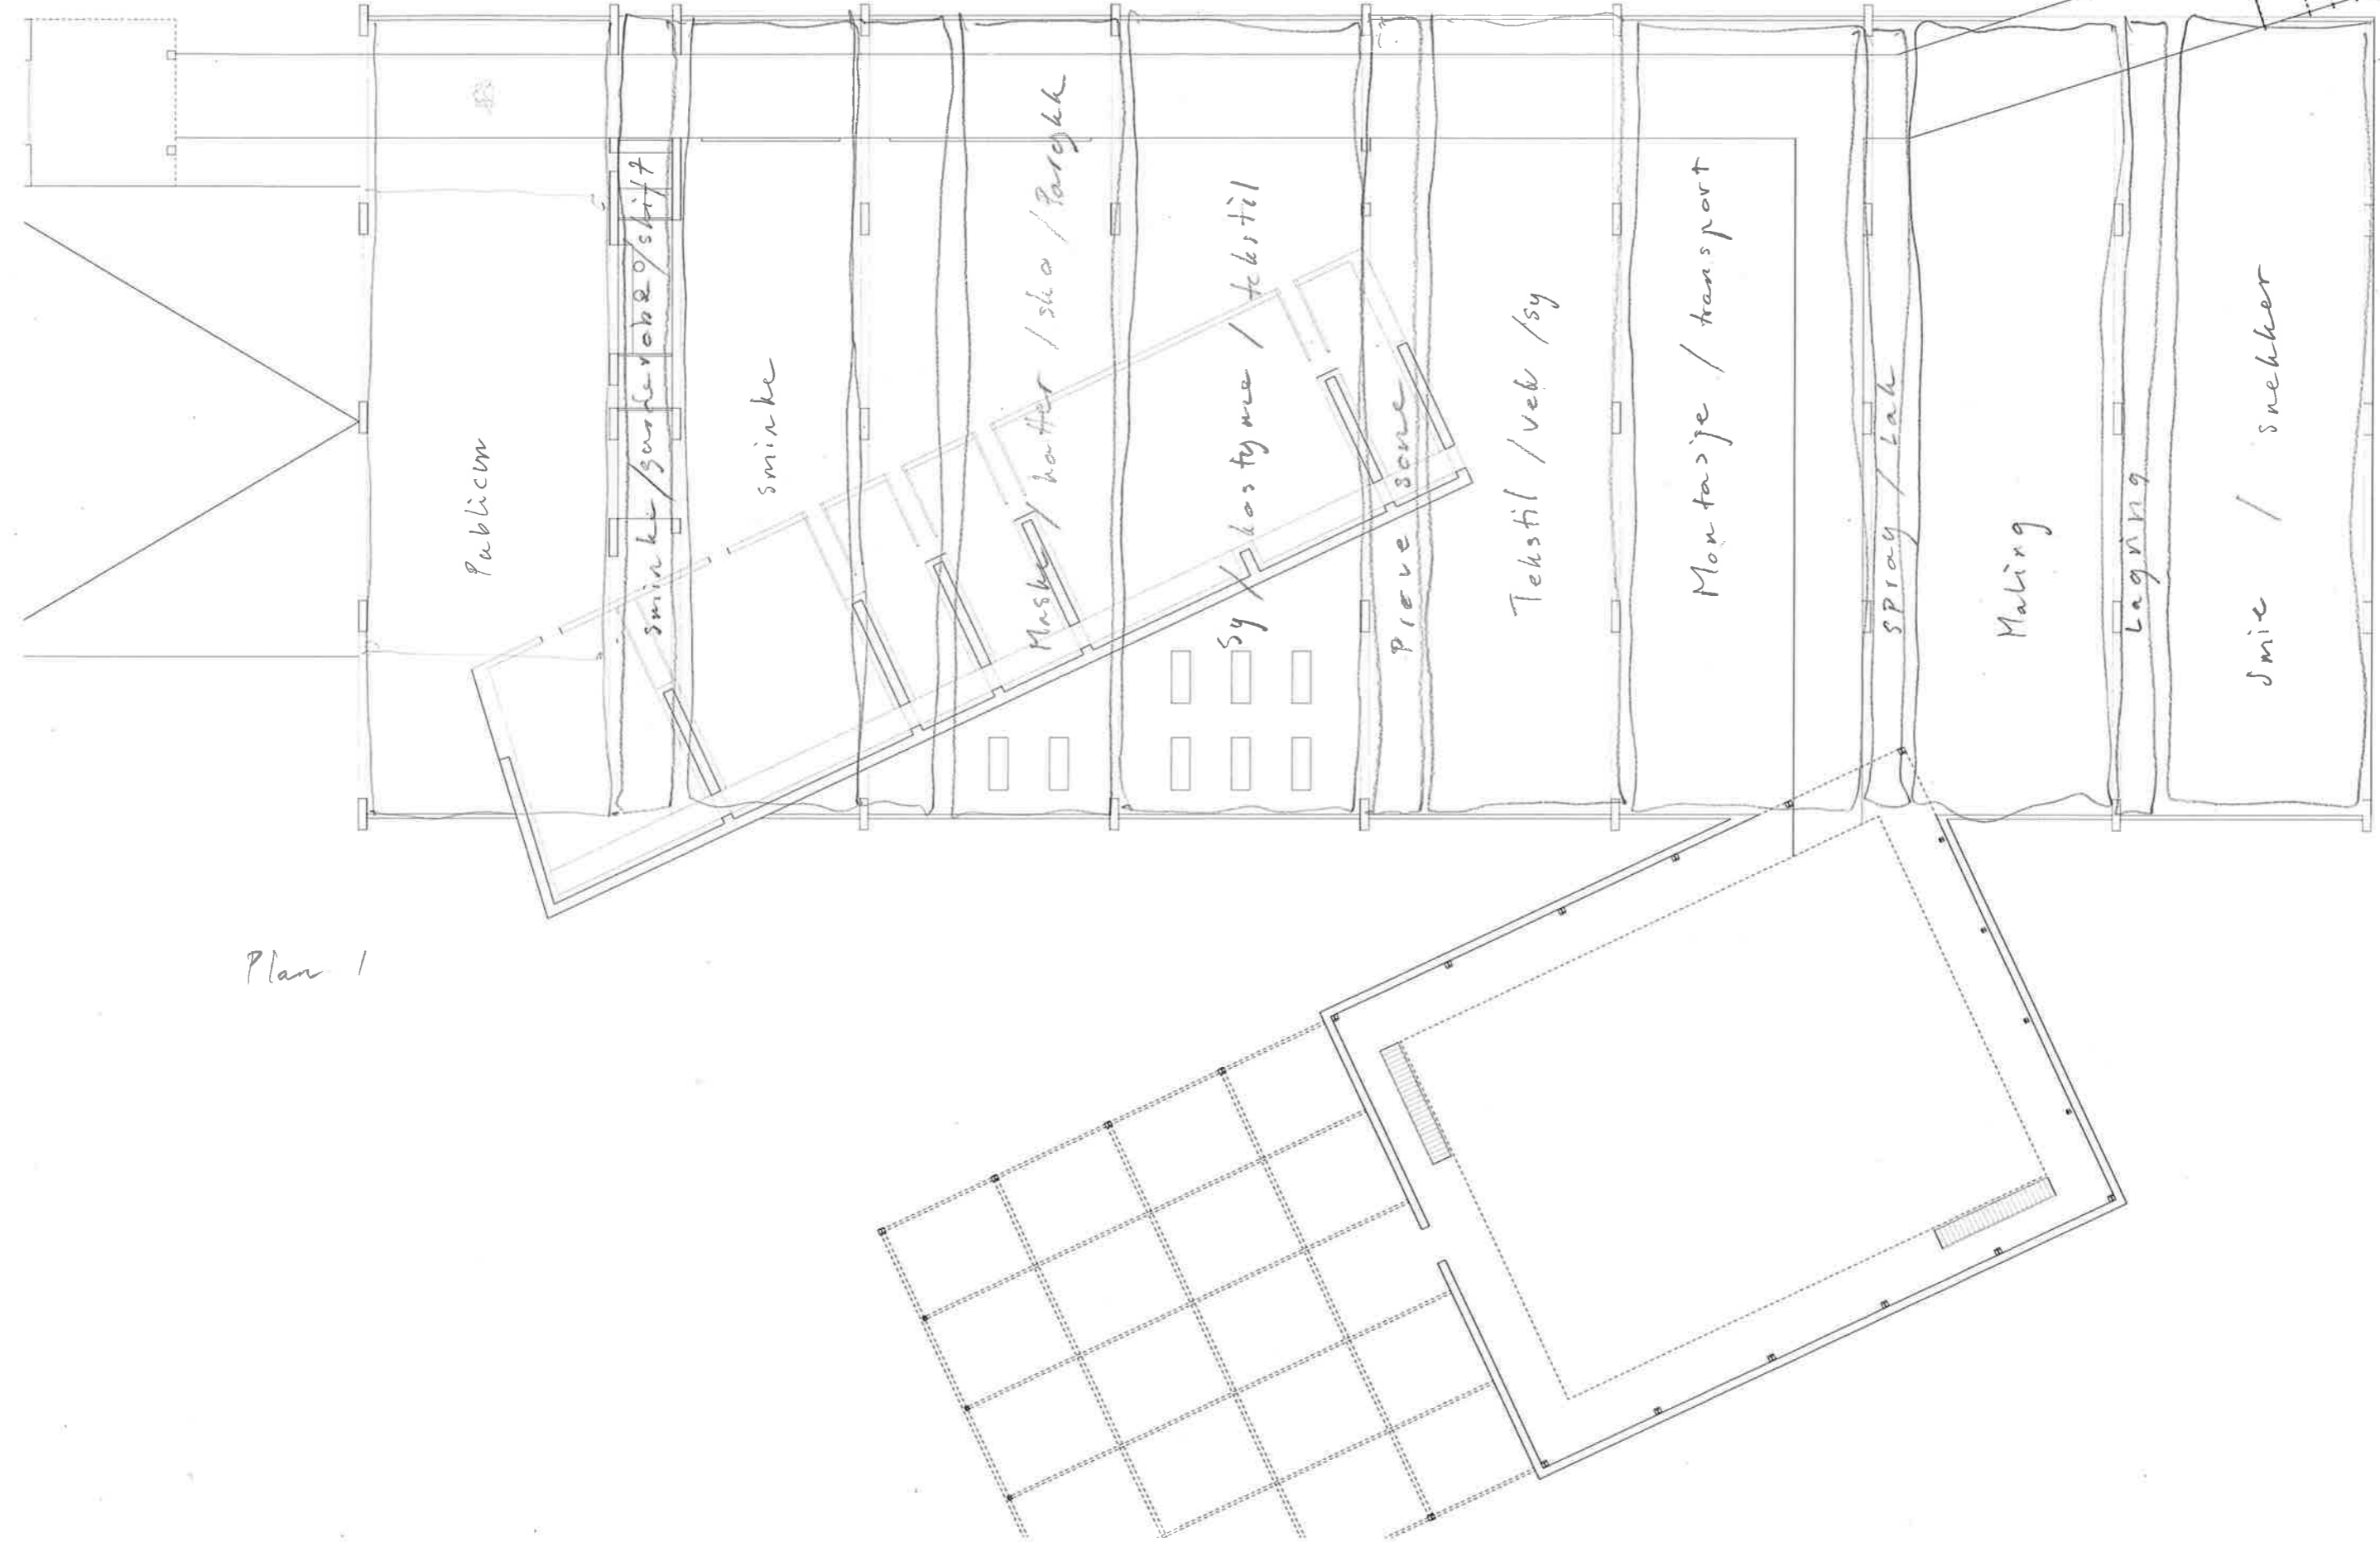 Publicum
sminke/garderobe/skift
sminke
Maske / hatter / sko / Parykk
Sy / kostyme / tekstil
Prøve sone
Tekstil / vev / sy
Montasje / transport
Spray / Lak
Maling
Lagring
Smie / snekker
Plan 1